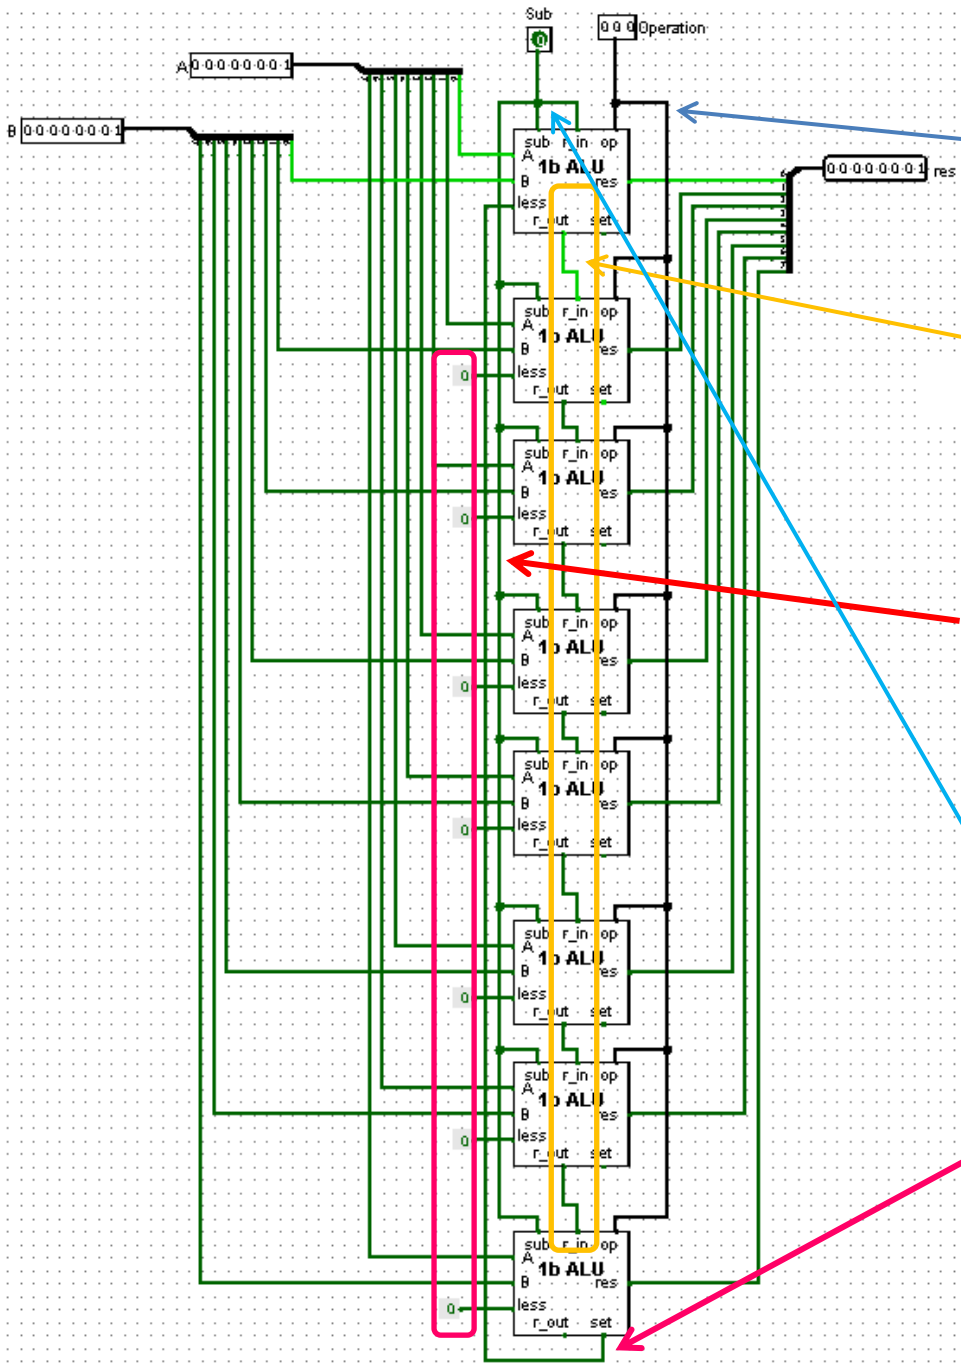 Sub
0
0 0 0 Operation
A 0 0 0 0 0 0 0 1
B 0 0 0 0 0 0 0 1
0 0 0 0 0 0 0 1 res
sub r_in op
A
1b ALU
B res
less
r_out set
sub r_in op
A
1b ALU
B res
0 less
r_out set
sub r_in op
A
1b ALU
B res
0 less
r_out set
sub r_in op
A
1b ALU
B res
0 less
r_out set
sub r_in op
A
1b ALU
B res
0 less
r_out set
sub r_in op
A
1b ALU
B res
0 less
r_out set
sub r_in op
A
1b ALU
B res
0 less
r_out set
sub r_in op
A
1b ALU
B res
0 less
r_out set